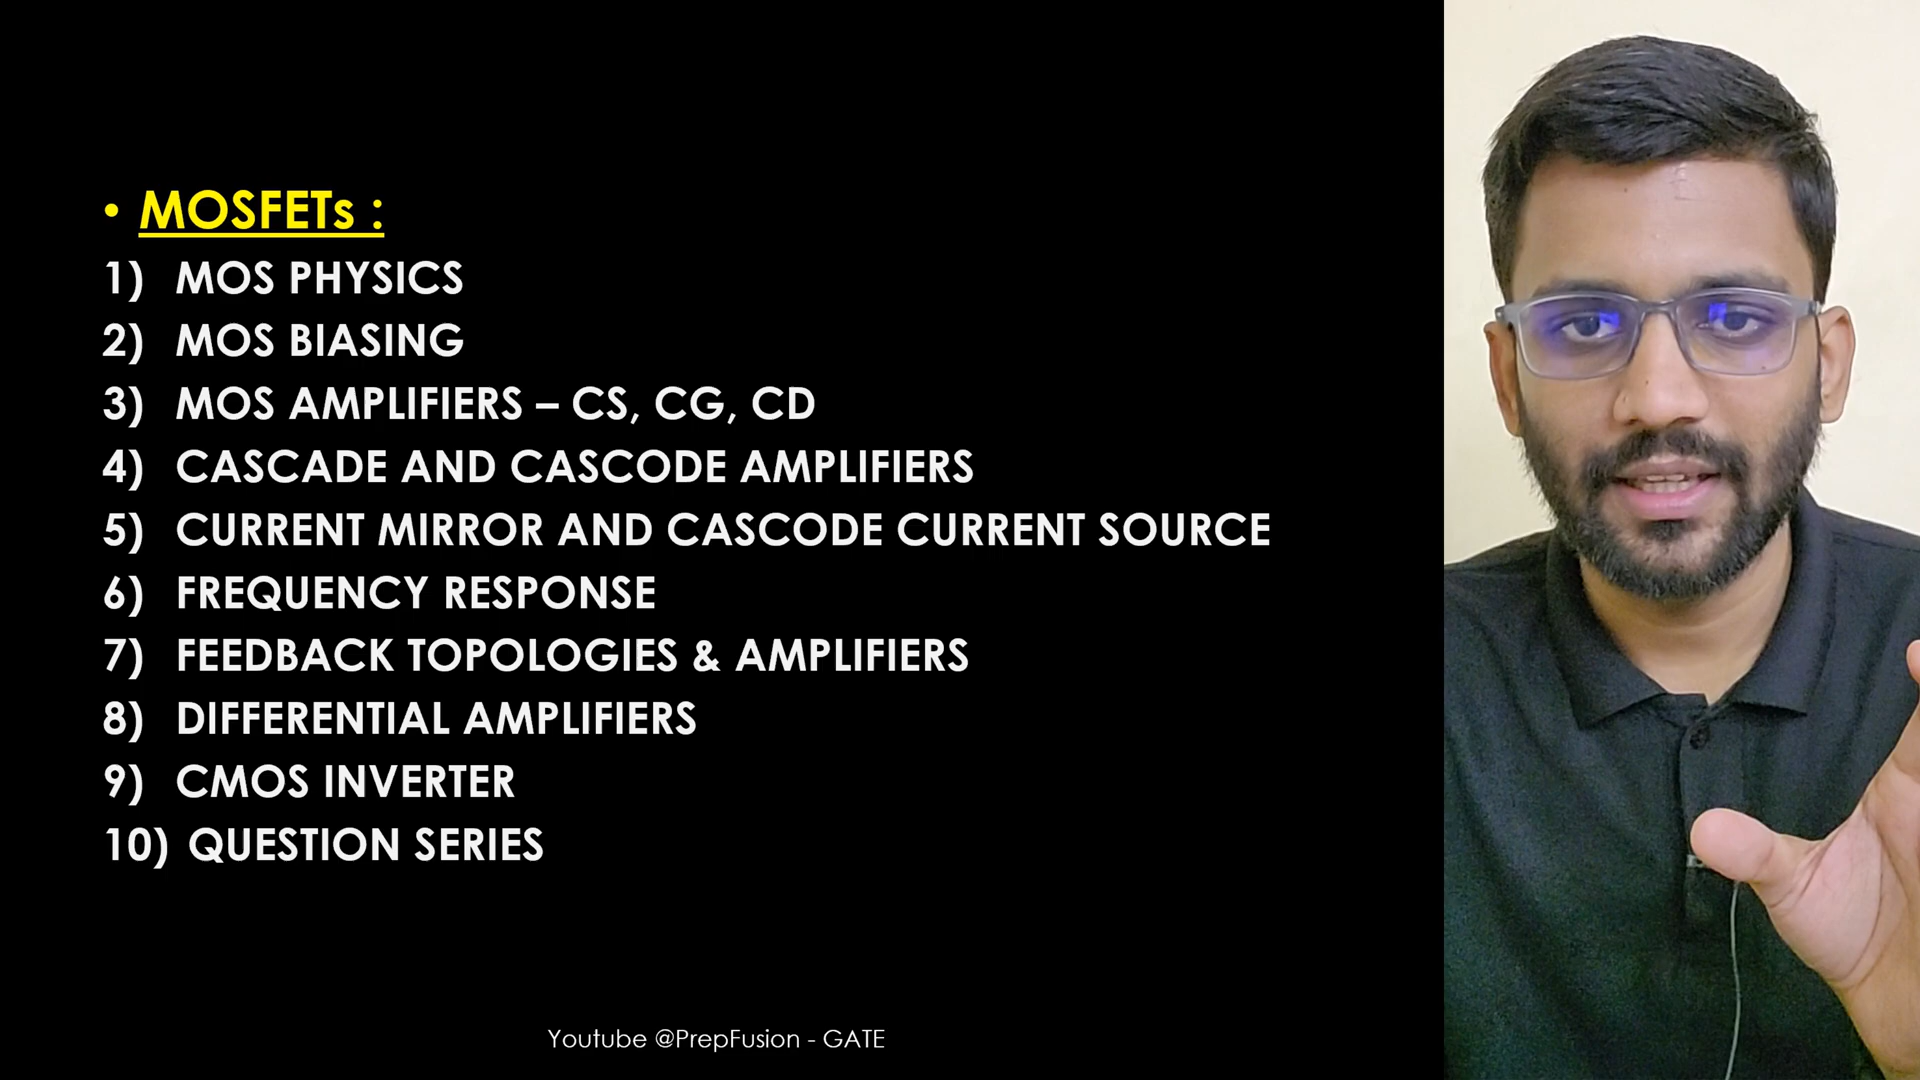 • MOSFETs :
1) MOS PHYSICS
2) MOS BIASING
3) MOS AMPLIFIERS – CS, CG, CD
4) CASCADE AND CASCODE AMPLIFIERS
5) CURRENT MIRROR AND CASCODE CURRENT SOURCE
6) FREQUENCY RESPONSE
7) FEEDBACK TOPOLOGIES & AMPLIFIERS
8) DIFFERENTIAL AMPLIFIERS
9) CMOS INVERTER
10) QUESTION SERIES
Youtube @PrepFusion - GATE